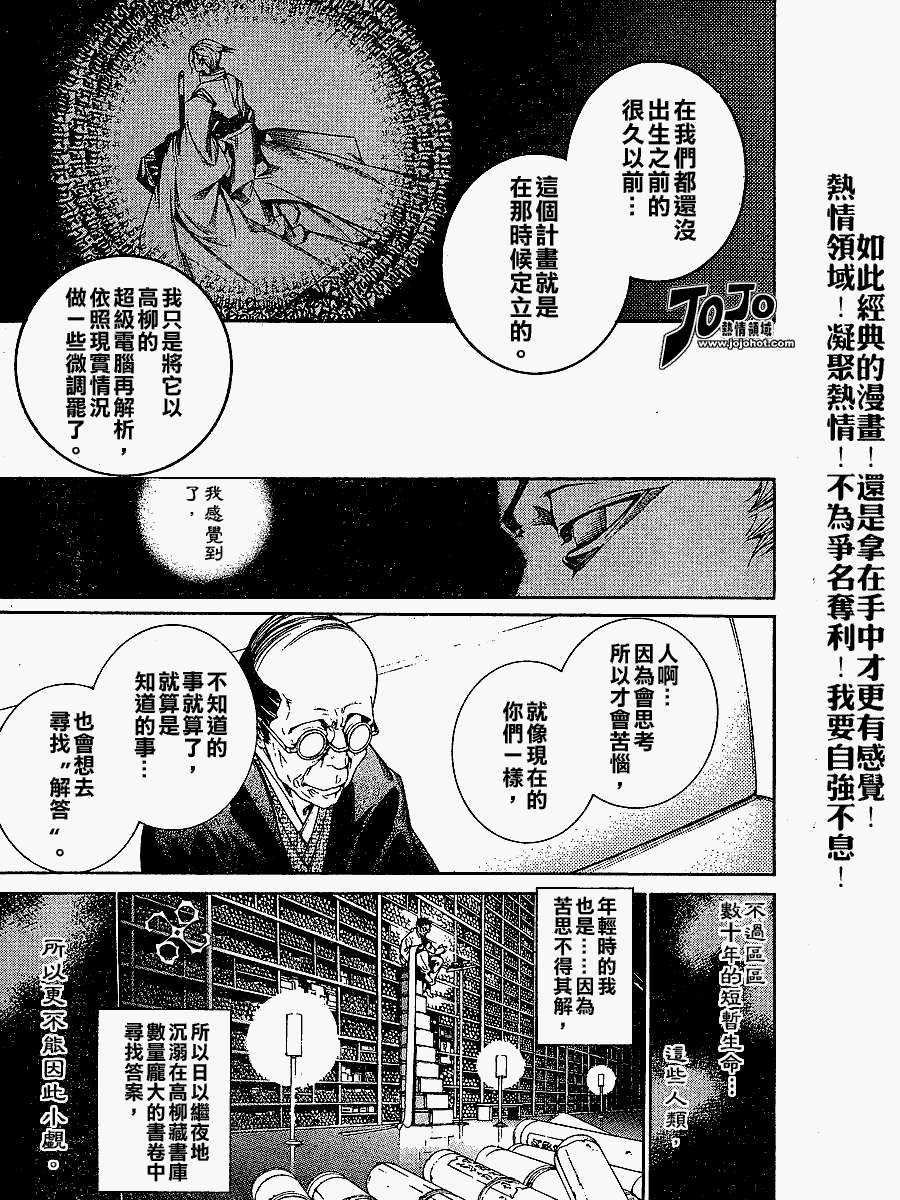 在我們都還沒
出生之前的
很久以前…
這個計畫就是
在那時候定立的。
我只是將它以
高柳的
超級電腦再解析，
依照現實情況
做一些微調罷了。
JOJO
熱情領域
www.jojohot.com
我感覺到
了，
人啊…
因為會思考
所以才會苦惱，
就像現在的
你們一樣，
不知道的
事就算了，
就算是
知道的事…
也會想去
尋找〝解答〞。
不過區區
數十年的短暫生命…
這些人類，
年輕時的我
也是……因為
苦思不得其解，
所以日以繼夜地
沉溺在高柳藏書庫
數量龐大的書卷中
尋找答案，
所以更不能因此小覷。
如此經典的漫畫！還是拿在手中才更有感覺！
熱情領域！凝聚熱情！不為爭名奪利！我要自強不息！